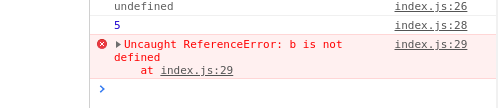 undefined index.js:26
5 index.js:28
Uncaught ReferenceError: b is not index.js:29
defined
at index.js:29